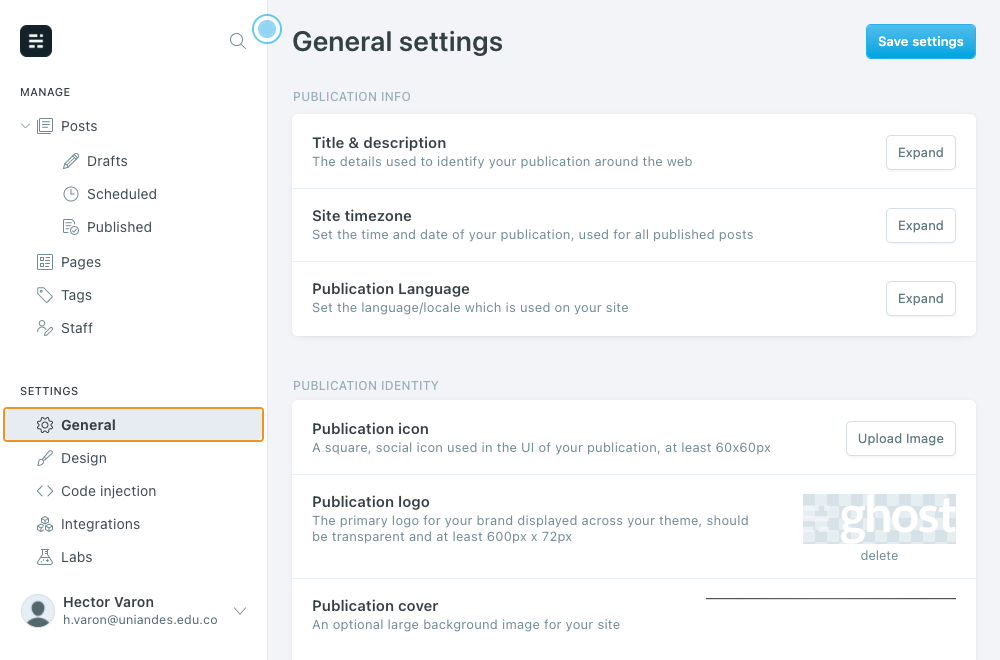 General settings
Save settings
MANAGE
Posts
Drafts
Scheduled
Published
Pages
Tags
Staff
SETTINGS
General
Design
Code injection
Integrations
Labs
Hector Varon
h.varon@uniandes.edu.co
PUBLICATION INFO
Title & description
The details used to identify your publication around the web
Expand
Site timezone
Set the time and date of your publication, used for all published posts
Expand
Publication Language
Set the language/locale which is used on your site
Expand
PUBLICATION IDENTITY
Publication icon
A square, social icon used in the UI of your publication, at least 60x60px
Upload Image
Publication logo
The primary logo for your brand displayed across your theme, should
be transparent and at least 600px x 72px
ghost
delete
Publication cover
An optional large background image for your site